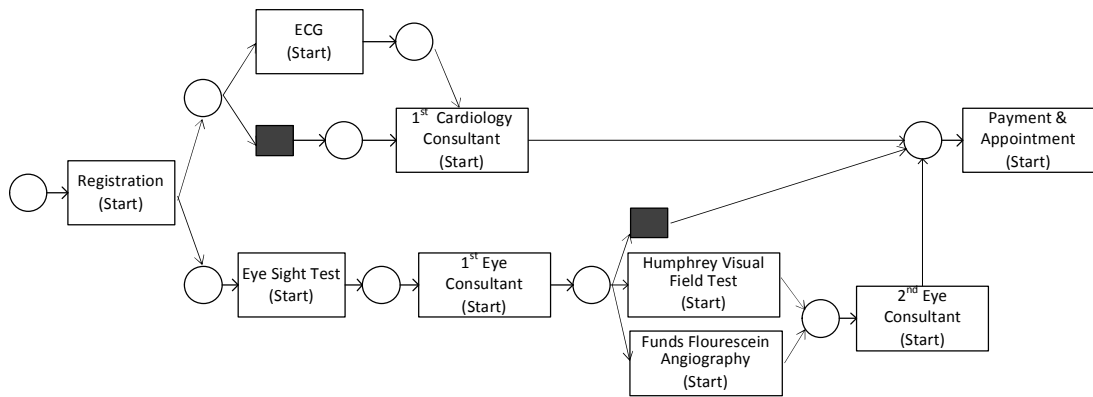 ECG
(Start)
1st Cardiology
Consultant
(Start)
Payment &
Appointment
(Start)
Registration
(Start)
Eye Sight Test
(Start)
1st Eye
Consultant
(Start)
Humphrey Visual
Field Test
(Start)
2nd Eye
Consultant
(Start)
Funds Flourescein
Angiography
(Start)